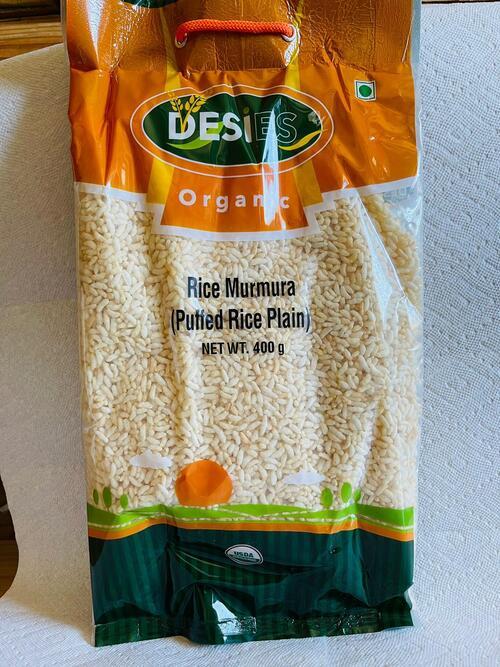 DESiES
Organic
Rice Murmura
(Puffed Rice Plain)
NET WT. 400 g
USDA